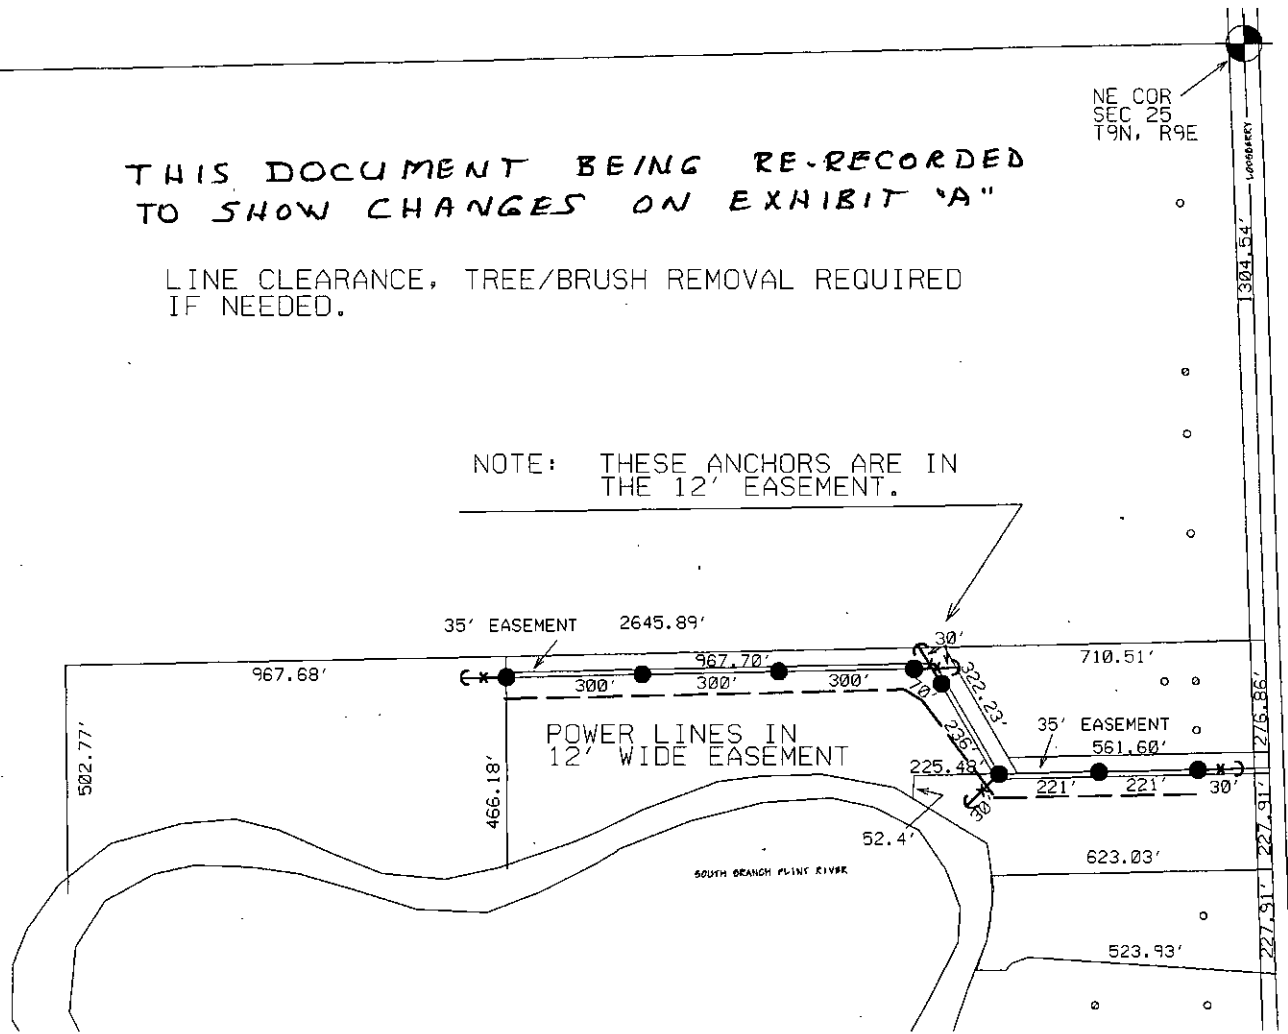 NE COR
SEC 25
T9N, R9E
WOODBERRY
1304.54'
THIS DOCUMENT BEING RE-RECORDED
TO SHOW CHANGES ON EXHIBIT "A"
LINE CLEARANCE, TREE/BRUSH REMOVAL REQUIRED
IF NEEDED.
NOTE: THESE ANCHORS ARE IN
THE 12' EASEMENT.
35' EASEMENT 2645.89'
30'
967.68'
967.70'
710.51'
300'
300'
300'
70'
322.23'
276.86'
502.77'
POWER LINES IN
12' WIDE EASEMENT
236'
35' EASEMENT
561.60'
466.18'
225.48'
221'
221'
30'
30'
52.4'
227.91'
623.03'
SOUTH BRANCH FLINT RIVER
227.91'
523.93'